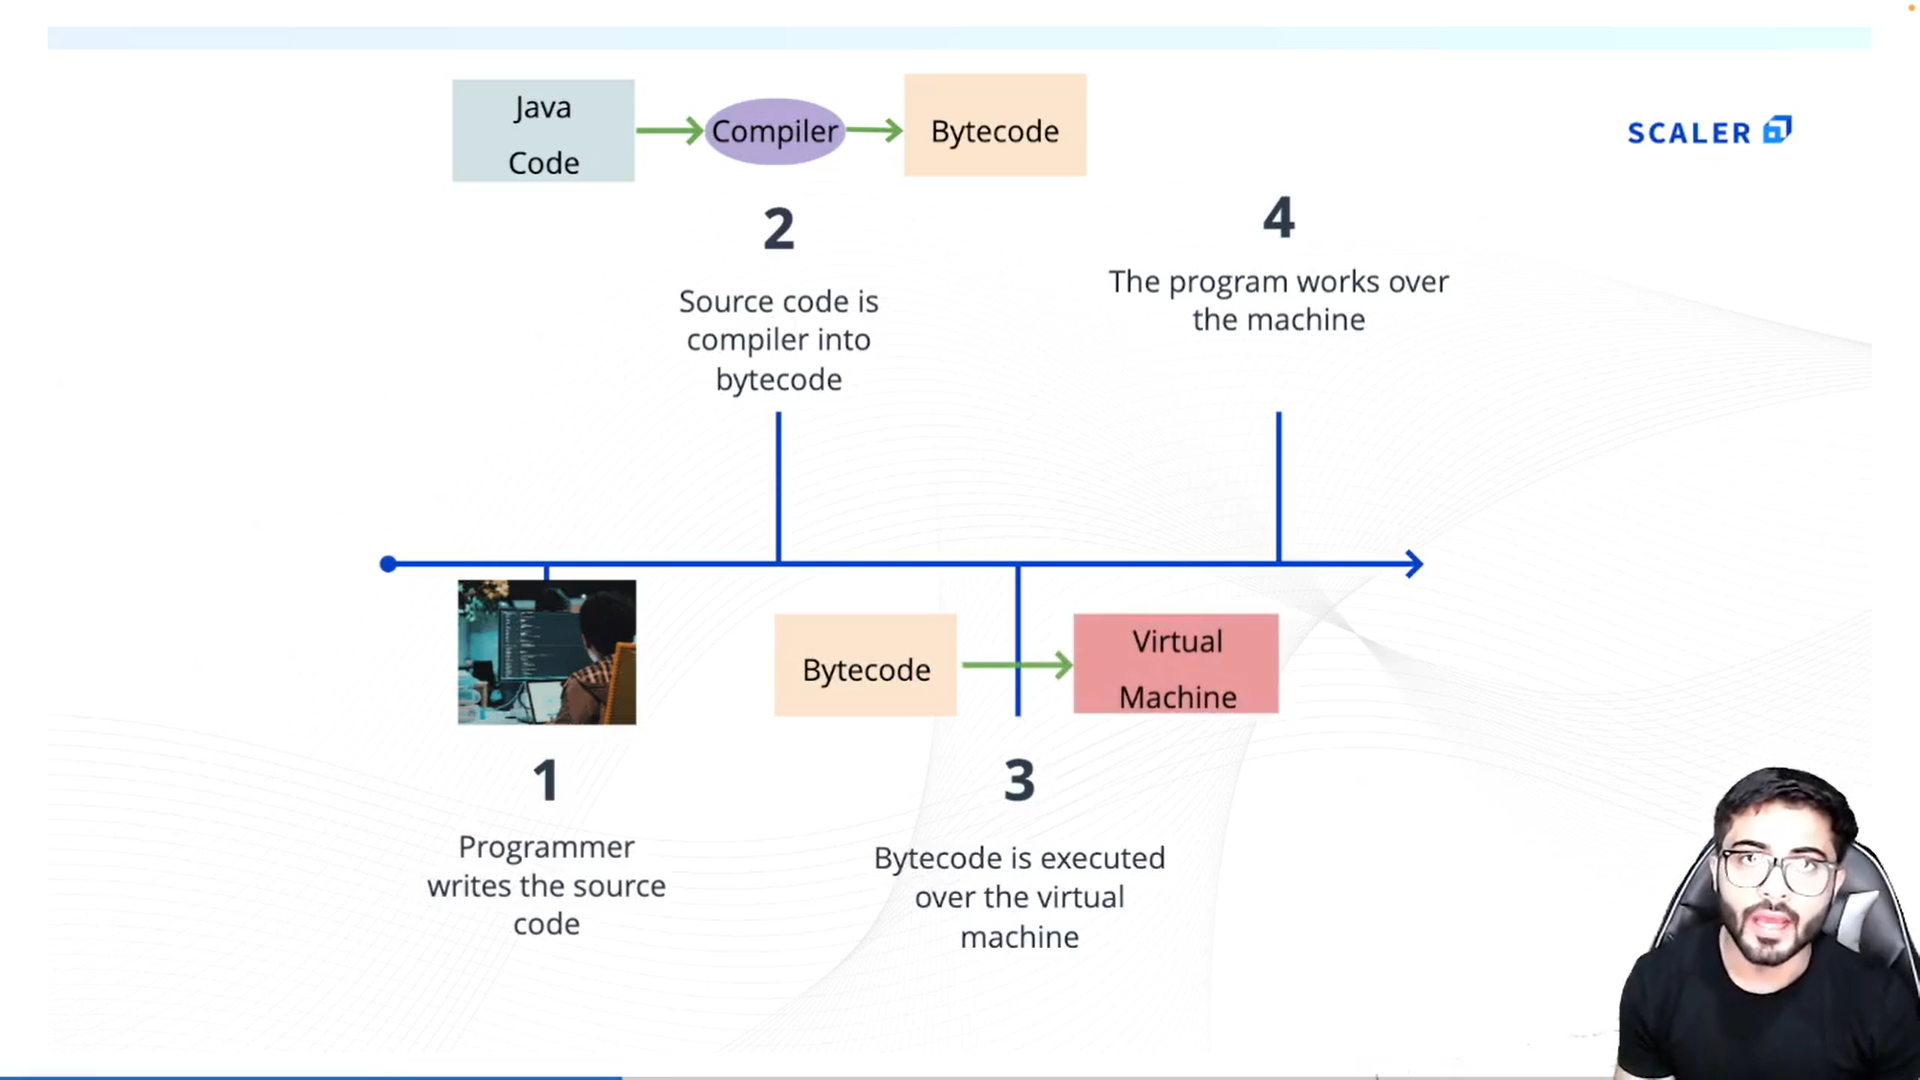 Java
Code
Compiler
Bytecode
SCALER
2
Source code is
compiler into
bytecode
4
The program works over
the machine
Bytecode
Virtual
Machine
1
Programmer
writes the source
code
3
Bytecode is executed
over the virtual
machine